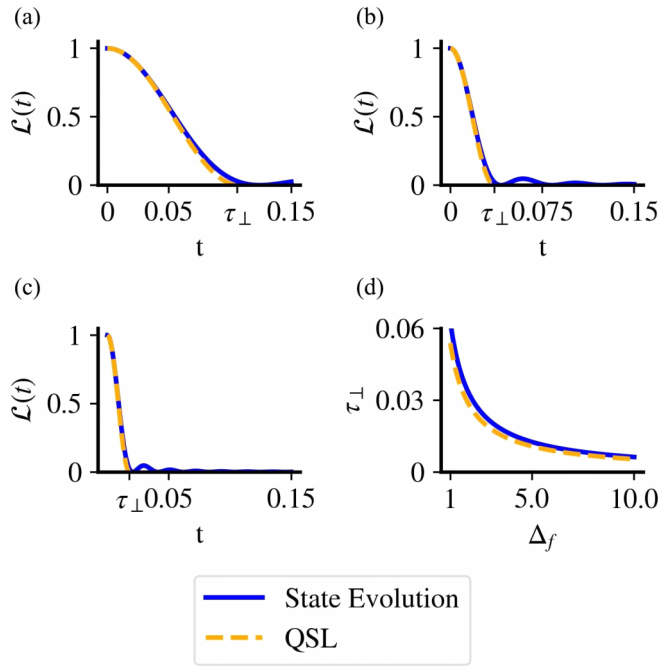 (a)
1
0.5
0
ℒ(t)
0 0.05 τ⊥ 0.15
t
(b)
1
0.5
0
ℒ(t)
0 τ⊥ 0.075 0.15
t
(c)
1
0.5
0
ℒ(t)
τ⊥ 0.05 0.15
t
(d)
0.06
0.03
0
τ⊥
1 5.0 10.0
Δf
State Evolution
QSL